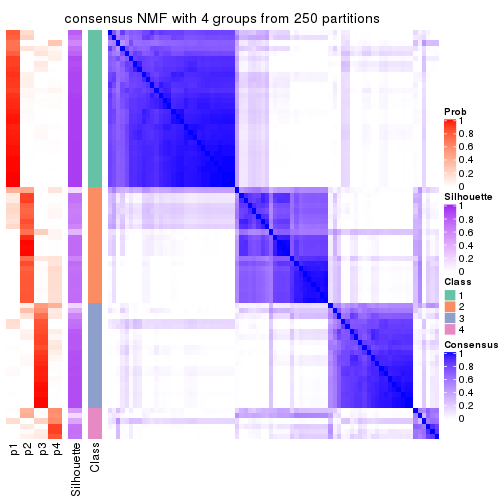 consensus NMF with 4 groups from 250 partitions
Prob
1
0.8
0.6
0.4
0.2
0
Silhouette
1
0.8
0.6
0.4
0.2
0
Class
1
2
3
4
Consensus
1
0.8
0.6
0.4
0.2
0
p1
p2
p3
p4
Silhouette
Class